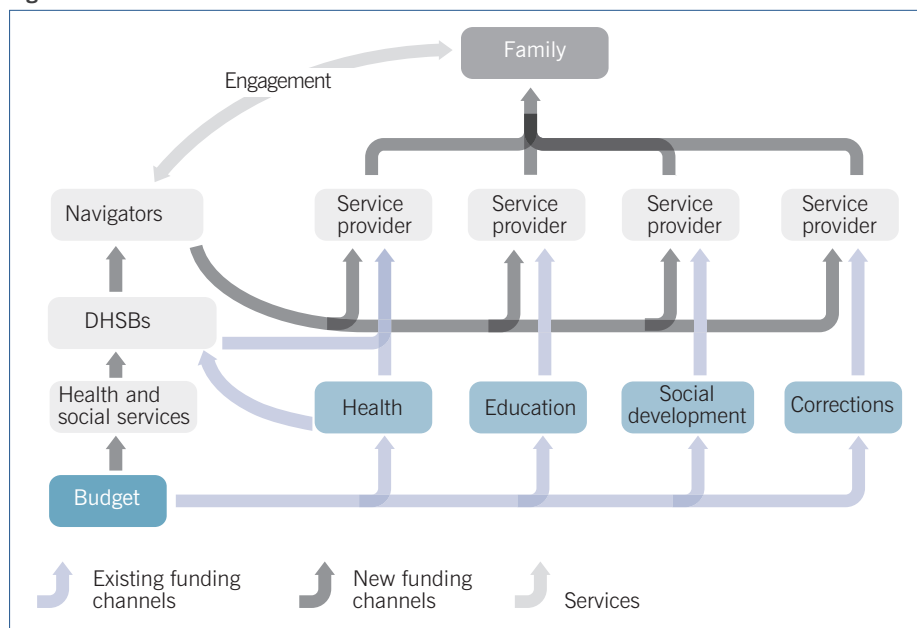 Family
Engagement
Navigators
Service
provider
Service
provider
Service
provider
Service
provider
DHSBs
Health and
social services
Health
Education
Social
development
Corrections
Budget
Existing funding
channels
New funding
channels
Services